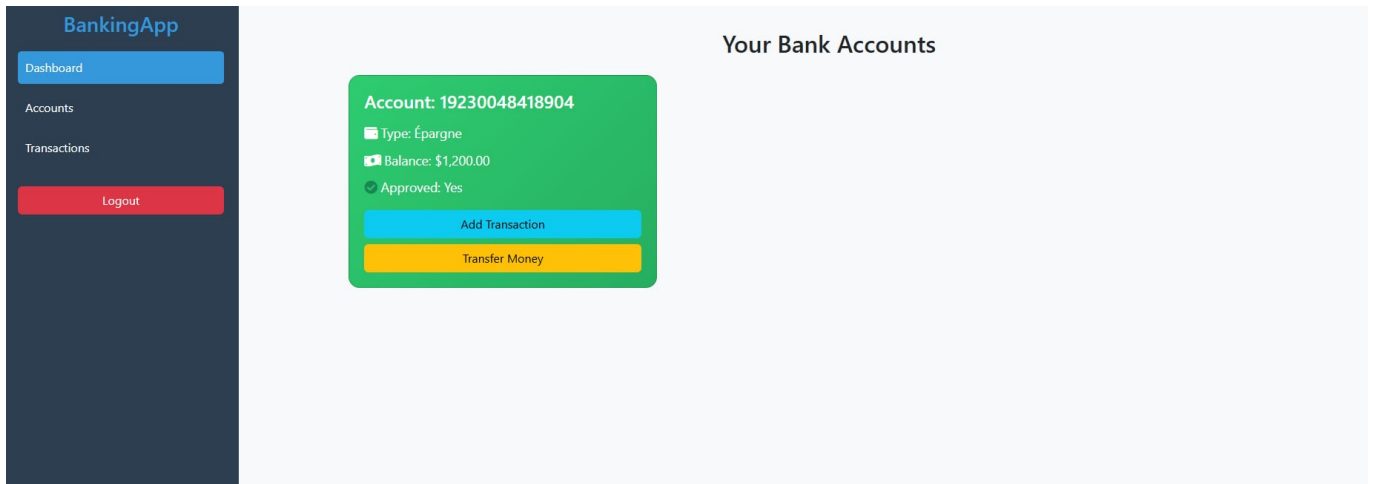 BankingApp
Dashboard
Accounts
Transactions
Logout
Your Bank Accounts
Account: 19230048418904
Type: Épargne
Balance: $1,200.00
Approved: Yes
Add Transaction
Transfer Money